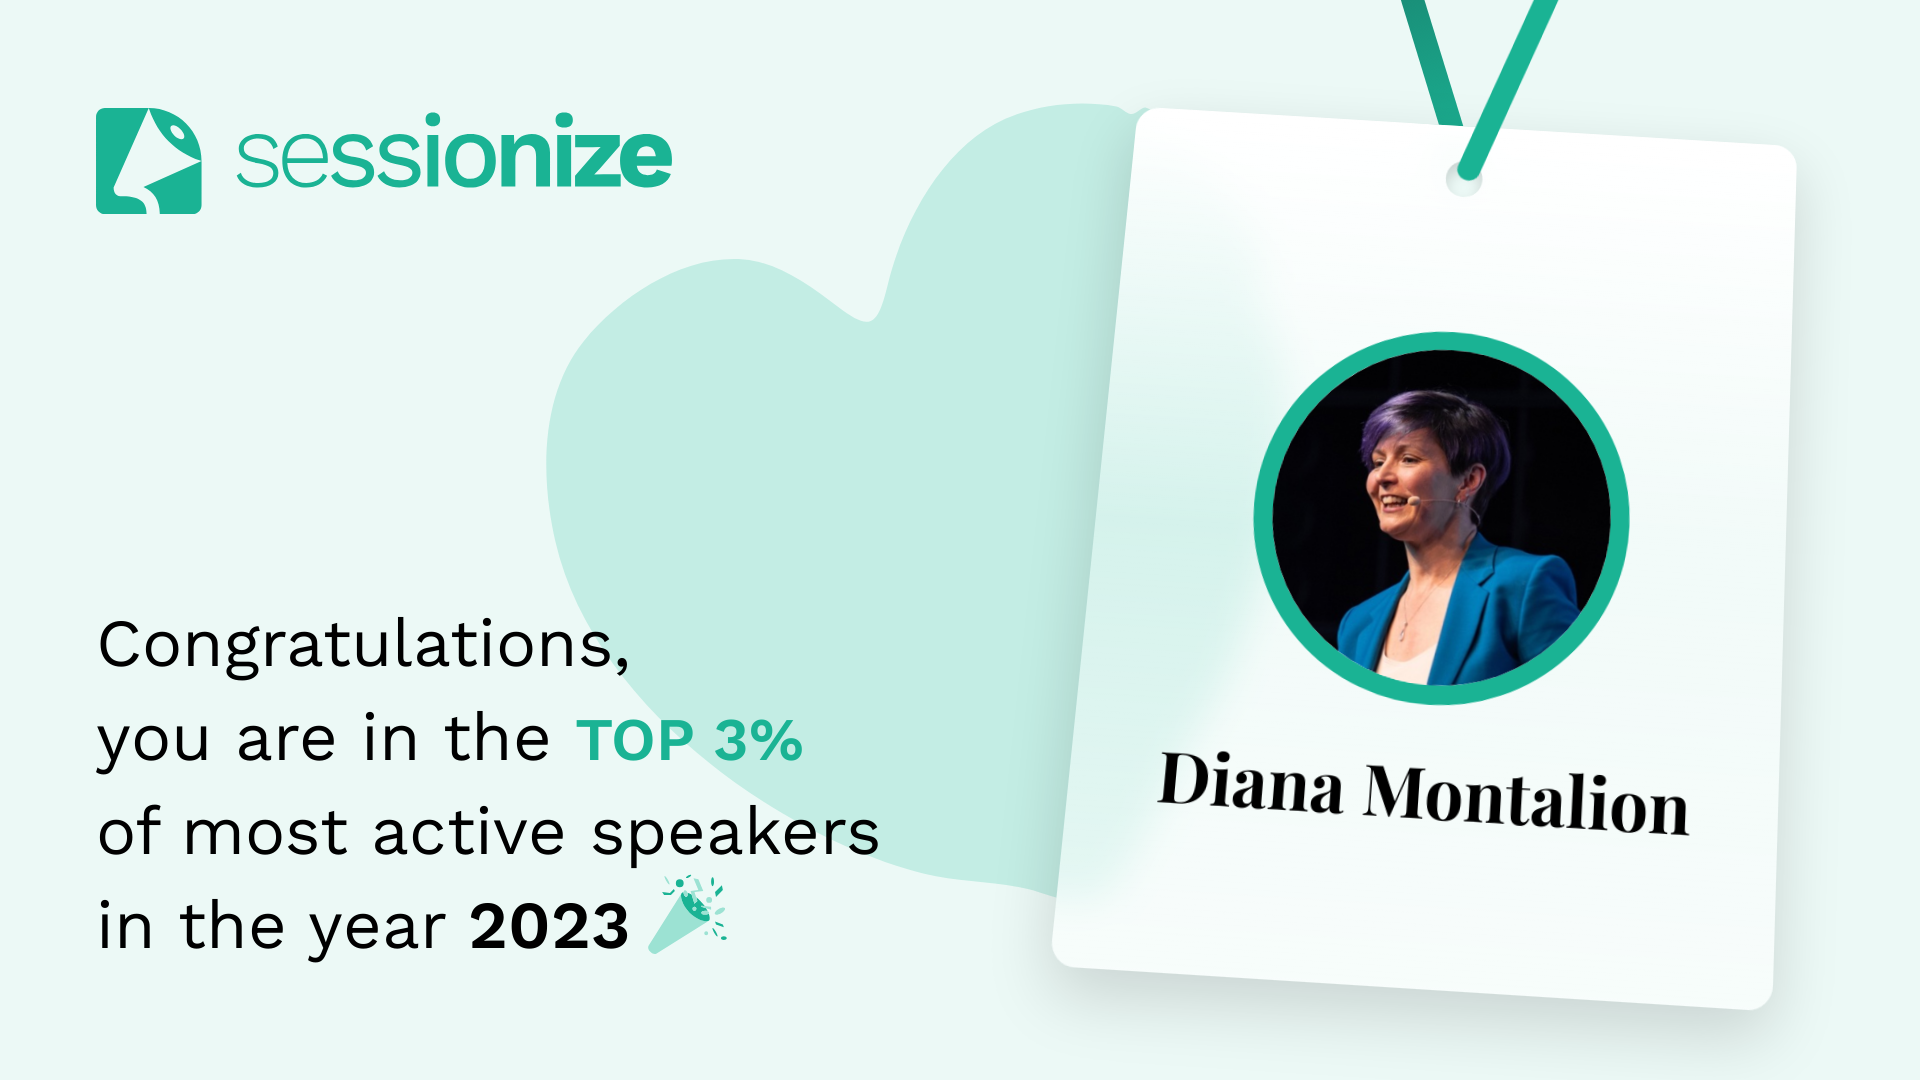 sessionize
Congratulations,
you are in the TOP 3%
of most active speakers
in the year 2023
Diana Montalion